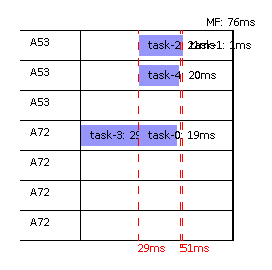 MF: 76ms
A53 task-2 task-1: 1ms
A53 task-4 20ms
A53
A72 task-3: 29 task-0: 19ms
A72
A72
A72
29ms 51ms